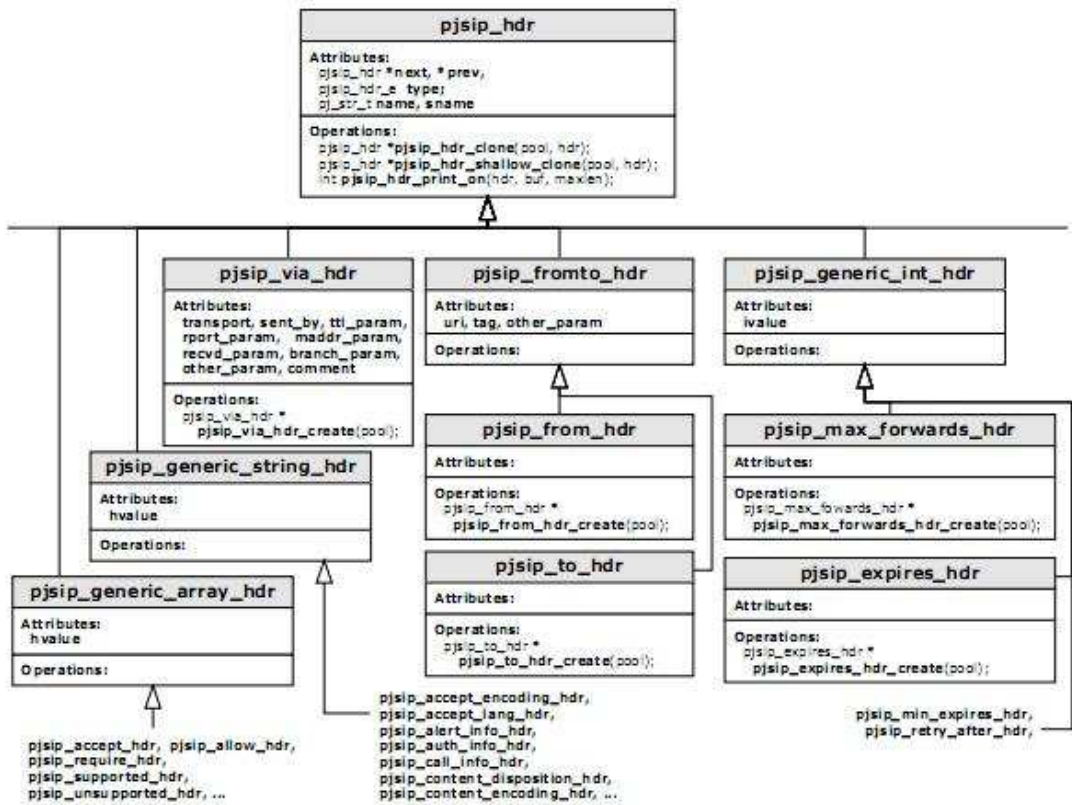 pjsip_hdr
Attributes:
pjsip_hdr *next, *prev,
pjsip_hdr_e type;
pj_str_t name, sname
Operations:
pjsip_hdr *pjsip_hdr_clone(pool, hdr);
pjsip_hdr *pjsip_hdr_shallow_clone(pool, hdr);
int pjsip_hdr_print_on(hdr, buf, maxlen);
pjsip_via_hdr
Attributes:
transport, sent_by, ttl_param,
rport_param, maddr_param,
recvd_param, branch_param,
other_param, comment
Operations:
pjsip_via_hdr *
pjsip_via_hdr_create(pool);
pjsip_fromto_hdr
Attributes:
uri, tag, other_param
Operations:
pjsip_generic_int_hdr
Attributes:
ivalue
Operations:
pjsip_from_hdr
Attributes:
Operations:
pjsip_from_hdr *
pjsip_from_hdr_create(pool);
pjsip_max_forwards_hdr
Attributes:
Operations:
pjsip_max_fowards_hdr *
pjsip_max_forwards_hdr_create(pool);
pjsip_generic_string_hdr
Attributes:
hvalue
Operations:
pjsip_to_hdr
Attributes:
Operations:
pjsip_to_hdr *
pjsip_to_hdr_create(pool);
pjsip_expires_hdr
Attributes:
Operations:
pjsip_expires_hdr *
pjsip_expires_hdr_create(pool);
pjsip_generic_array_hdr
Attributes:
hvalue
Operations:
pjsip_accept_hdr, pjsip_allow_hdr,
pjsip_require_hdr,
pjsip_supported_hdr,
pjsip_unsupported_hdr, ...
pjsip_accept_encoding_hdr,
pjsip_accept_lang_hdr,
pjsip_alert_info_hdr,
pjsip_auth_info_hdr,
pjsip_call_info_hdr,
pjsip_content_disposition_hdr,
pjsip_content_encoding_hdr, ...
pjsip_min_expires_hdr,
pjsip_retry_after_hdr,